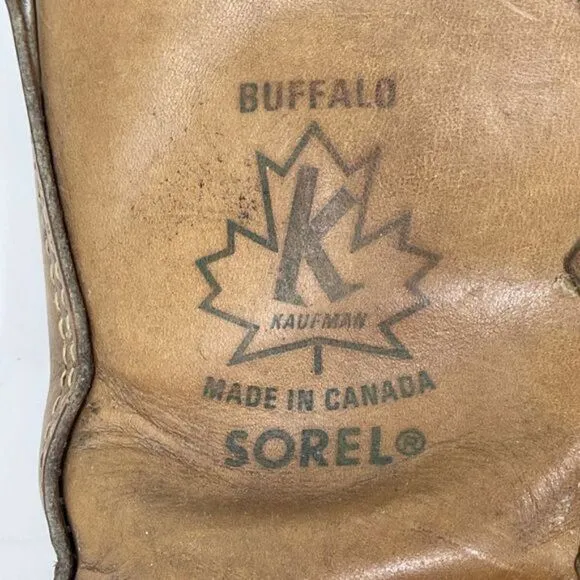 BUFFALO
K
KAUFMAN
MADE IN CANADA
SOREL®